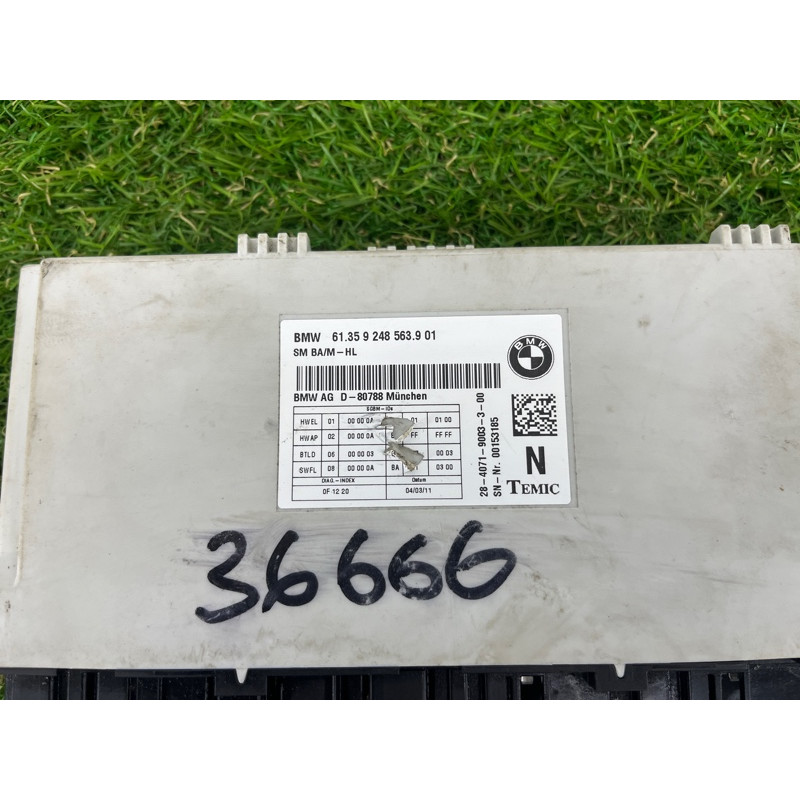 BMW 61.35 9 248 563.9 01
SM BA/M-HL
BMW AG D-80788 München
SGBM-IDs
HWEL 01 00 00 0A 01 01 00
HWAP 02 00 00 0A FF FF FF
BTLD 06 00 00 03 00 03
SWFL 08 00 00 0A BA 03 00
DIAG.-INDEX Datum
0F 12 20 04/03/11
28-4071-9003-3-00
SN-Nr. 00153185
BMW
N
TEMIC
36666